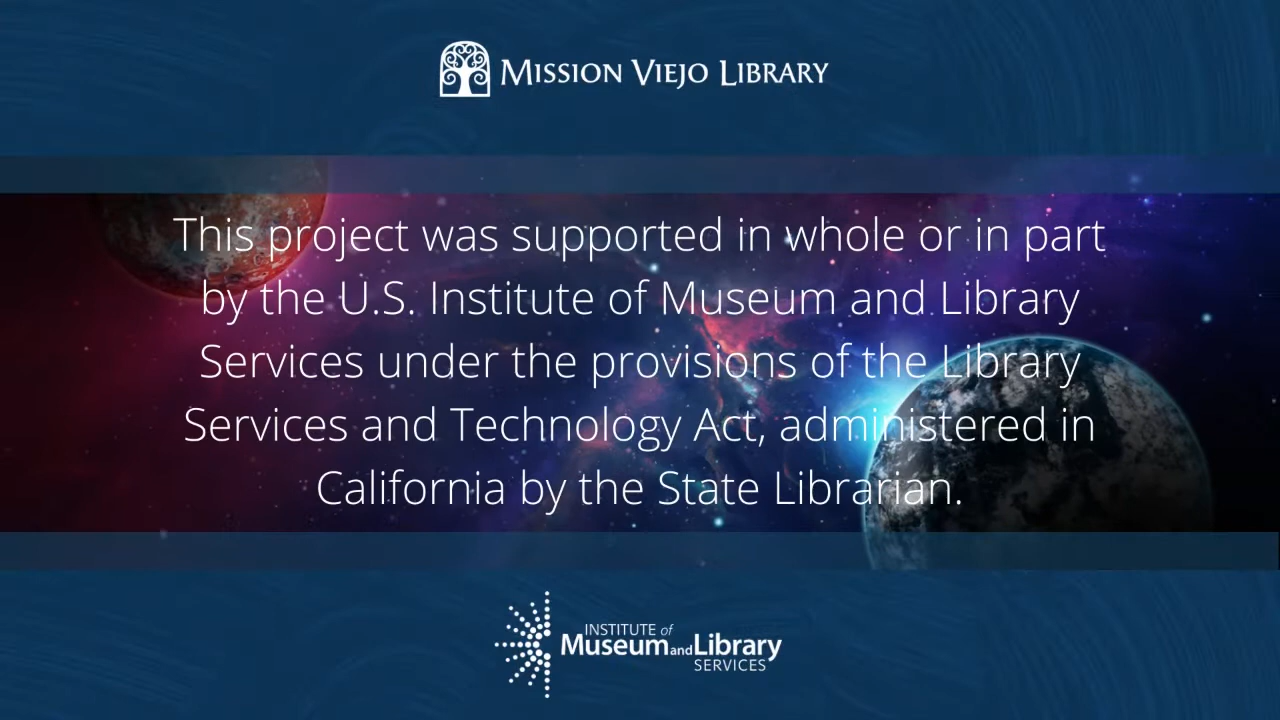 MISSION VIEJO LIBRARY
This project was supported in whole or in part
by the U.S. Institute of Museum and Library
Services under the provisions of the Library
Services and Technology Act, administered in
California by the State Librarian.
INSTITUTE of
Museum and Library
SERVICES